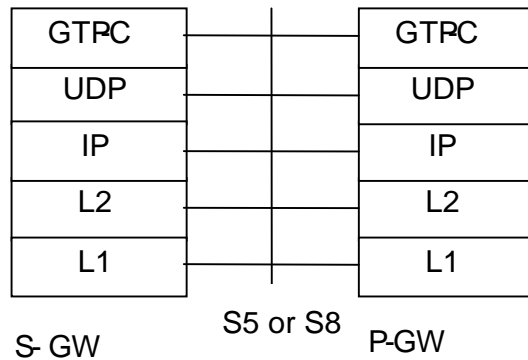 GTP-C GTP-C
UDP UDP
IP IP
L2 L2
L1 L1
S5 or S8
S- GW P-GW